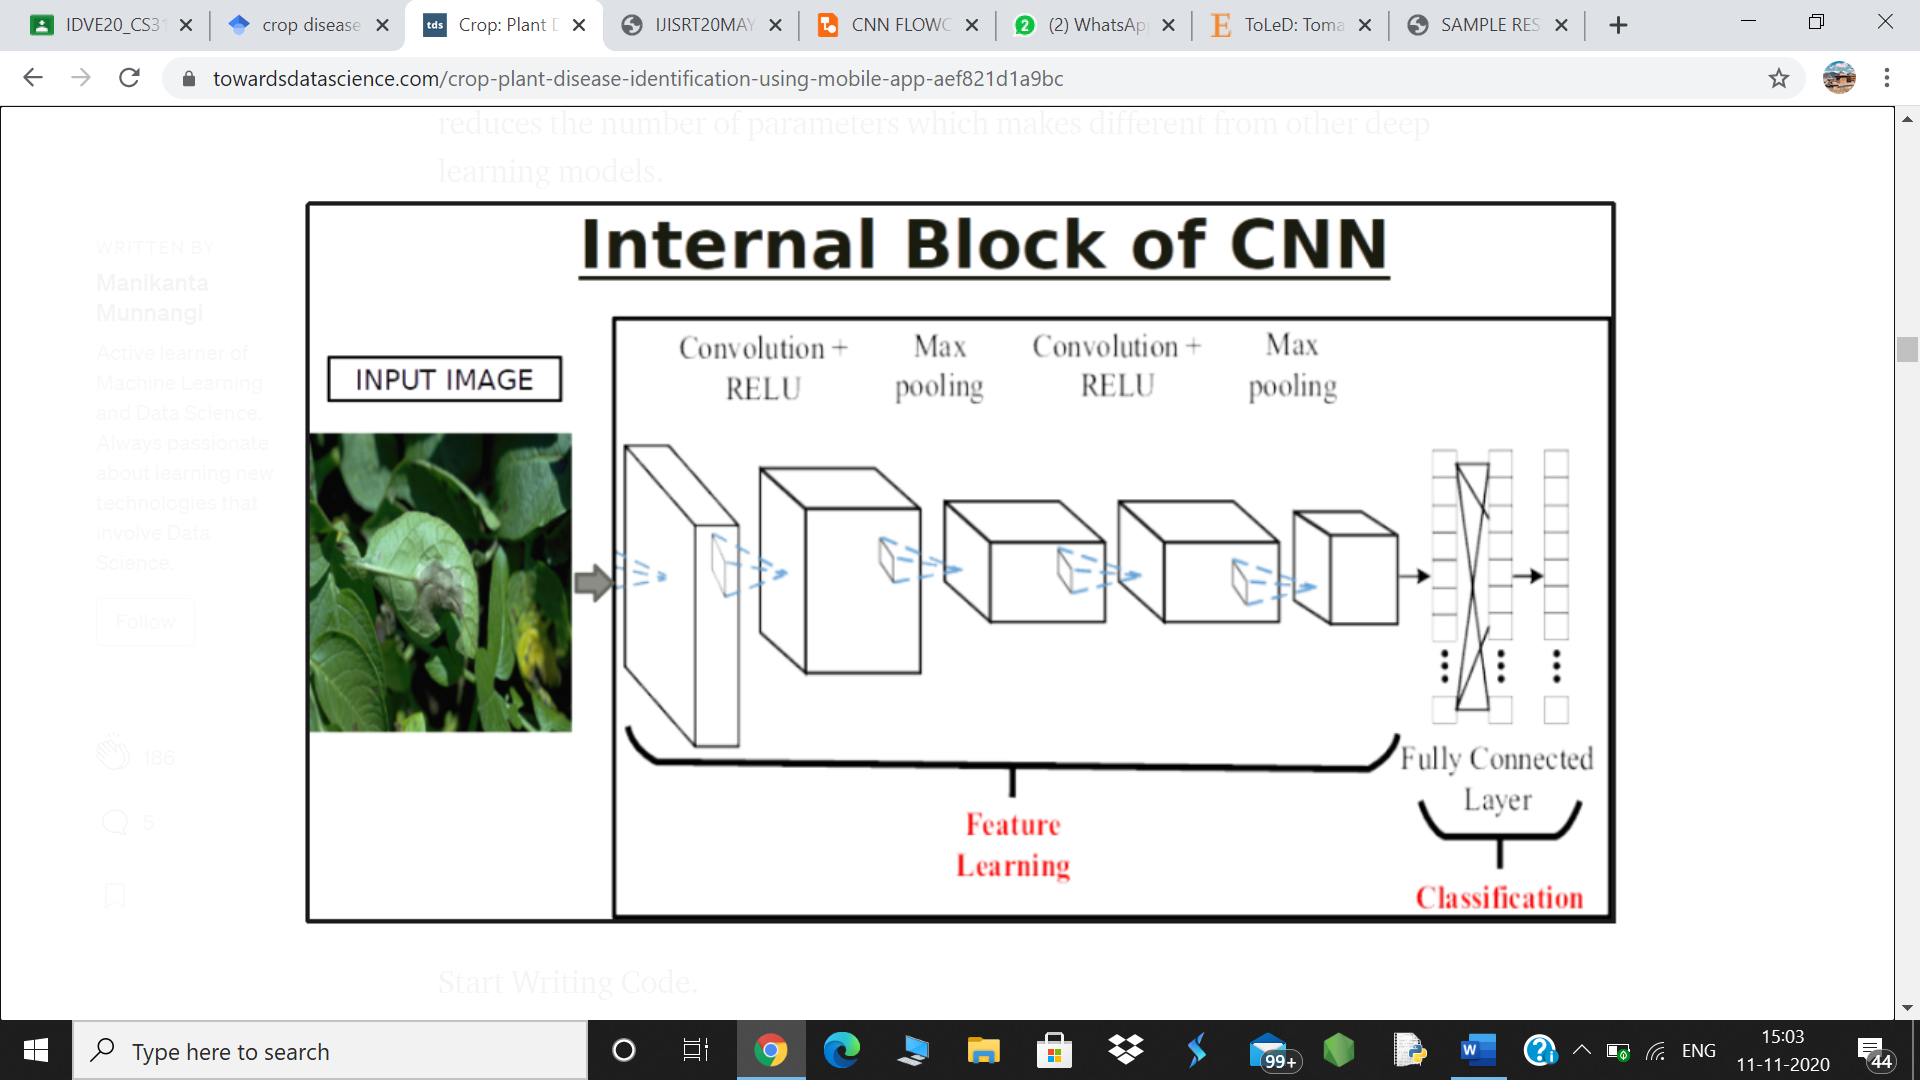 IDVE20_CS31
crop disease
Crop: Plant D
IJISRT20MAY
CNN FLOWC
(2) WhatsAp
ToLeD: Toma
SAMPLE RES
towardsdatascience.com/crop-plant-disease-identification-using-mobile-app-aef821d1a9bc
reduces the number of parameters which makes different from other deep
learning models.
WRITTEN BY
Manikanta
Munnangi
Active learner of
Machine Learning
and Data Science.
Always passionate
about learning new
technologies that
involve Data
Science.
Follow
186
5
Internal Block of CNN
INPUT IMAGE
Convolution +
RELU
Max
pooling
Convolution +
RELU
Max
pooling
Feature
Learning
Fully Connected
Layer
Classification
Start Writing Code.
Type here to search
99+
ENG
15:03
11-11-2020
44